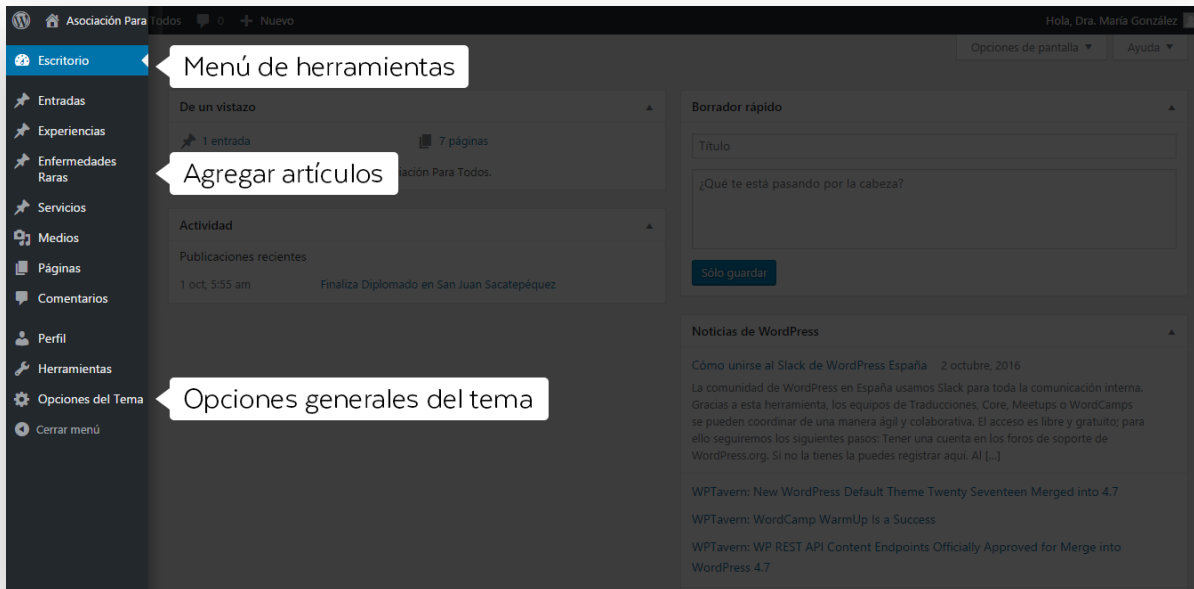 Asociación Para Todos 0 Nuevo Hola, Dra. María González
Opciones de pantalla Ayuda
Escritorio
Menú de herramientas
Entradas
Experiencias
Enfermedades
Raras
Agregar artículos
Servicios
Medios
Páginas
Comentarios
Perfil
Herramientas
Opciones del Tema
Opciones generales del tema
Cerrar menú
De un vistazo
1 entrada 7 páginas
ación Para Todos.
Actividad
Publicaciones recientes
1 oct, 5:55 am Finaliza Diplomado en San Juan Sacatepéquez
Borrador rápido
Título
¿Qué te está pasando por la cabeza?
Sólo guardar
Noticias de WordPress
Cómo unirse al Slack de WordPress España 2 octubre, 2016
La comunidad de WordPress en España usamos Slack para toda la comunicación interna.
Gracias a esta herramienta, los equipos de Traducciones, Core, Meetups o WordCamps
se pueden coordinar de una manera ágil y colaborativa. El acceso es libre y gratuito; para
ello seguiremos los siguientes pasos: Tener una cuenta en los foros de soporte de
WordPress.org. Si no la tienes la puedes registrar aquí. Al [...]
WPTavern: New WordPress Default Theme Twenty Seventeen Merged into 4.7
WPTavern: WordCamp WarmUp Is a Success
WPTavern: WP REST API Content Endpoints Officially Approved for Merge into
WordPress 4.7